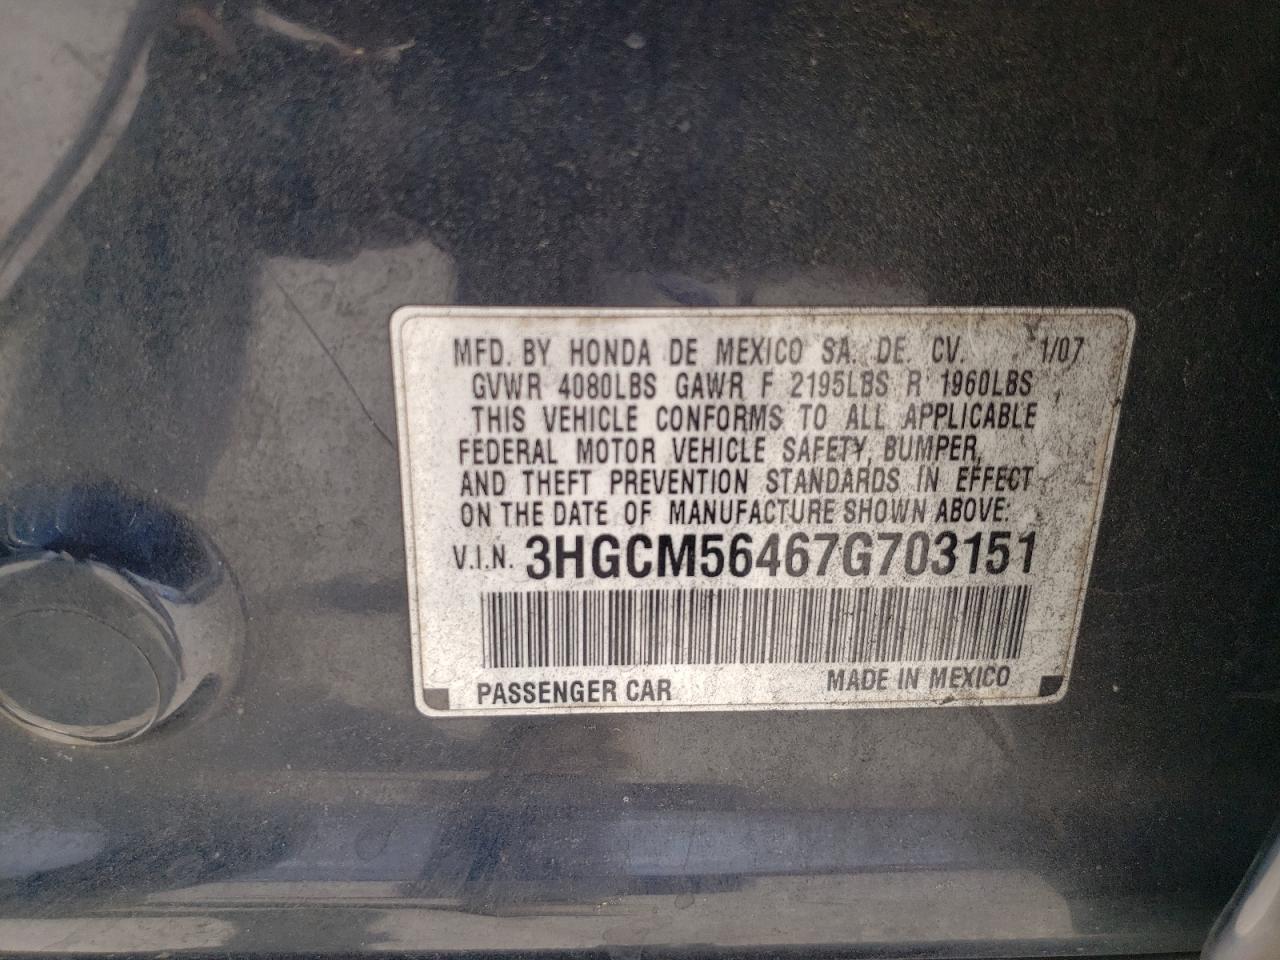 MFD. BY HONDA DE MEXICO SA. DE. CV. 1/07
GVWR 4080LBS GAWR F 2195LBS R 1960LBS
THIS VEHICLE CONFORMS TO ALL APPLICABLE
FEDERAL MOTOR VEHICLE SAFETY, BUMPER,
AND THEFT PREVENTION STANDARDS IN EFFECT
ON THE DATE OF MANUFACTURE SHOWN ABOVE:
V.I.N. 3HGCM56467G703151
PASSENGER CAR MADE IN MEXICO